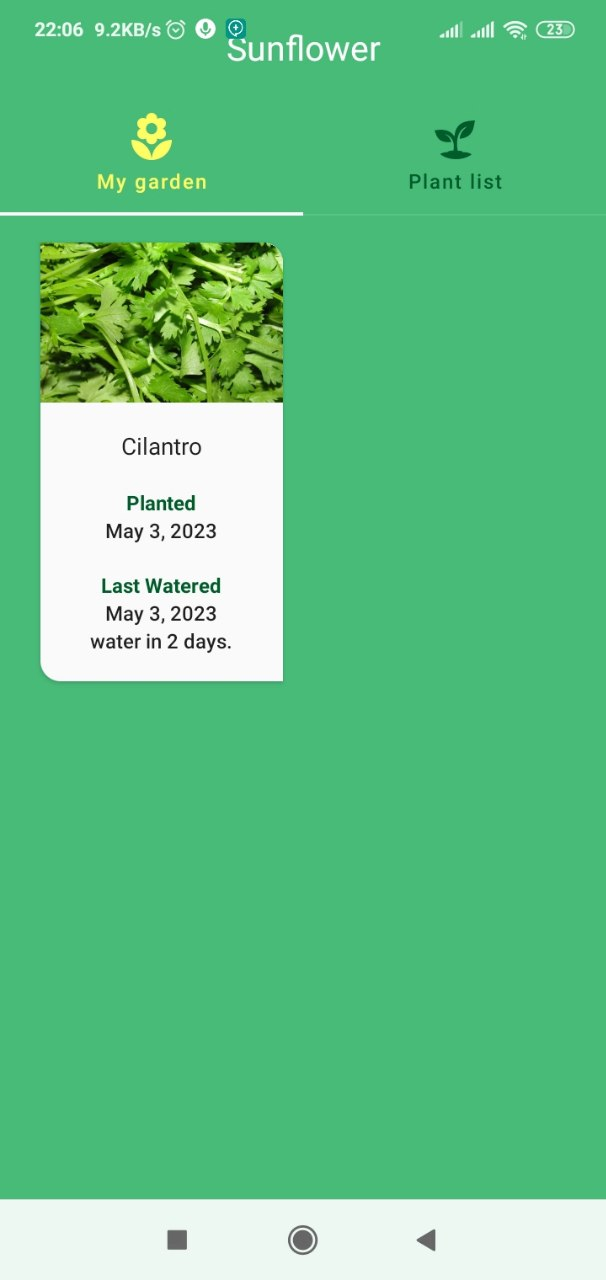 22:06 9.2KB/s 23
Sunflower
My garden
Plant list
Cilantro
Planted
May 3, 2023
Last Watered
May 3, 2023
water in 2 days.